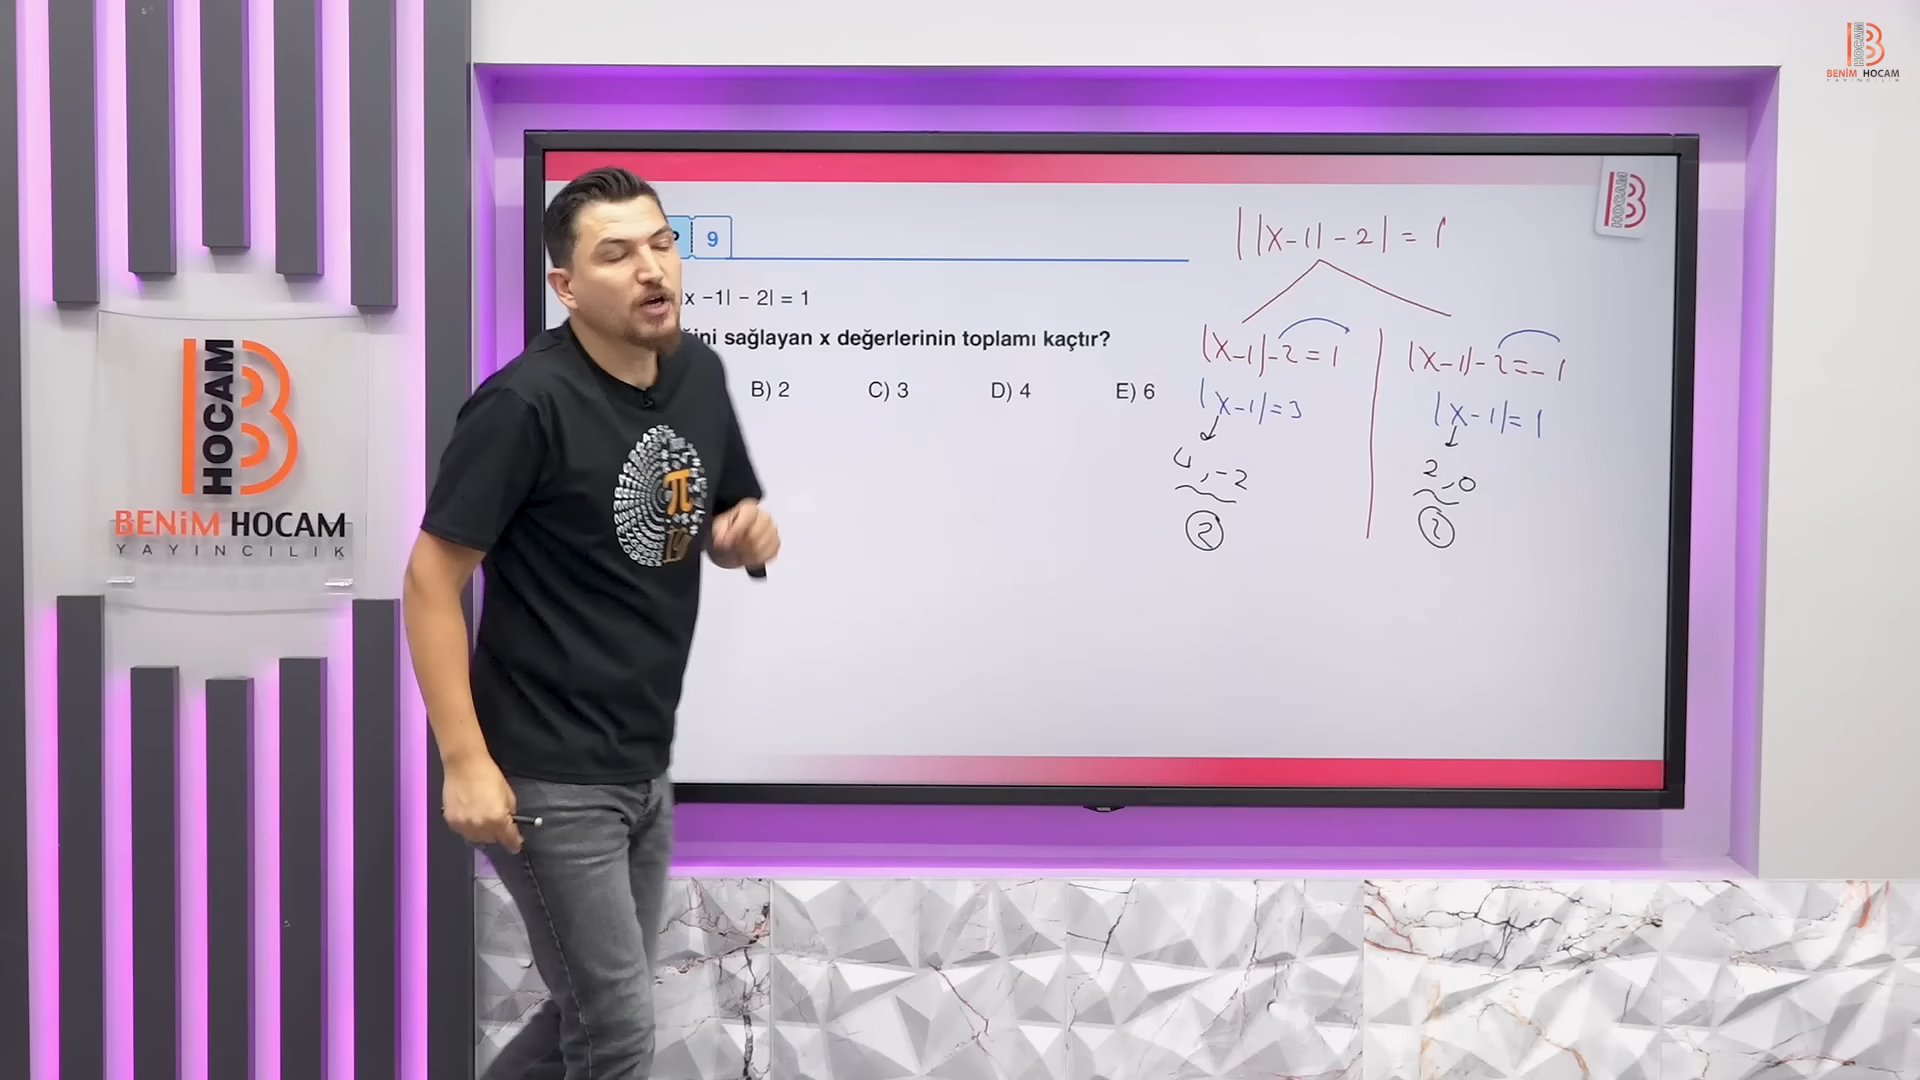 HOCAM
B
BENİM HOCAM
YAYINCILIK
HOCAM
B
BENİM HOCAM
YAYINCILIK
HOCAM
B
9
x -1| - 2| = 1
ini sağlayan x değerlerinin toplamı kaçtır?
B) 2 C) 3 D) 4 E) 6
||x-1|-2| = 1
|x-1|-2=1
|x-1|=3
4,-2
2
|x-1|-2=-1
|x-1|=1
2,0
2
π